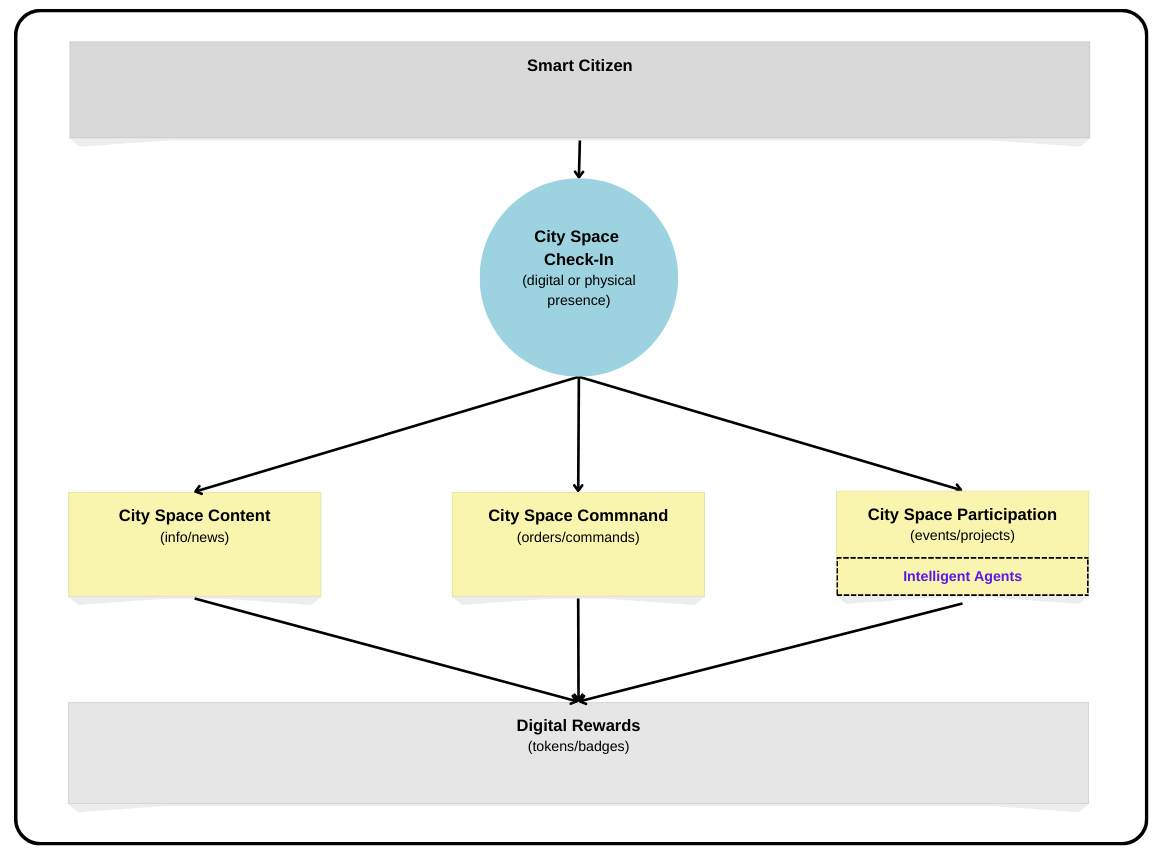 Smart Citizen
City Space
Check-In
(digital or physical
presence)
City Space Content
(info/news)
City Space Commnand
(orders/commands)
City Space Participation
(events/projects)
Intelligent Agents
Digital Rewards
(tokens/badges)